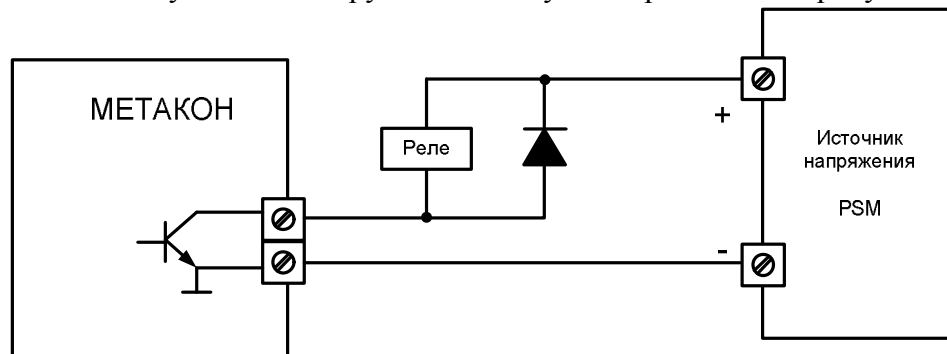 МЕТАКОН
Реле
+
-
Источник
напряжения
PSM